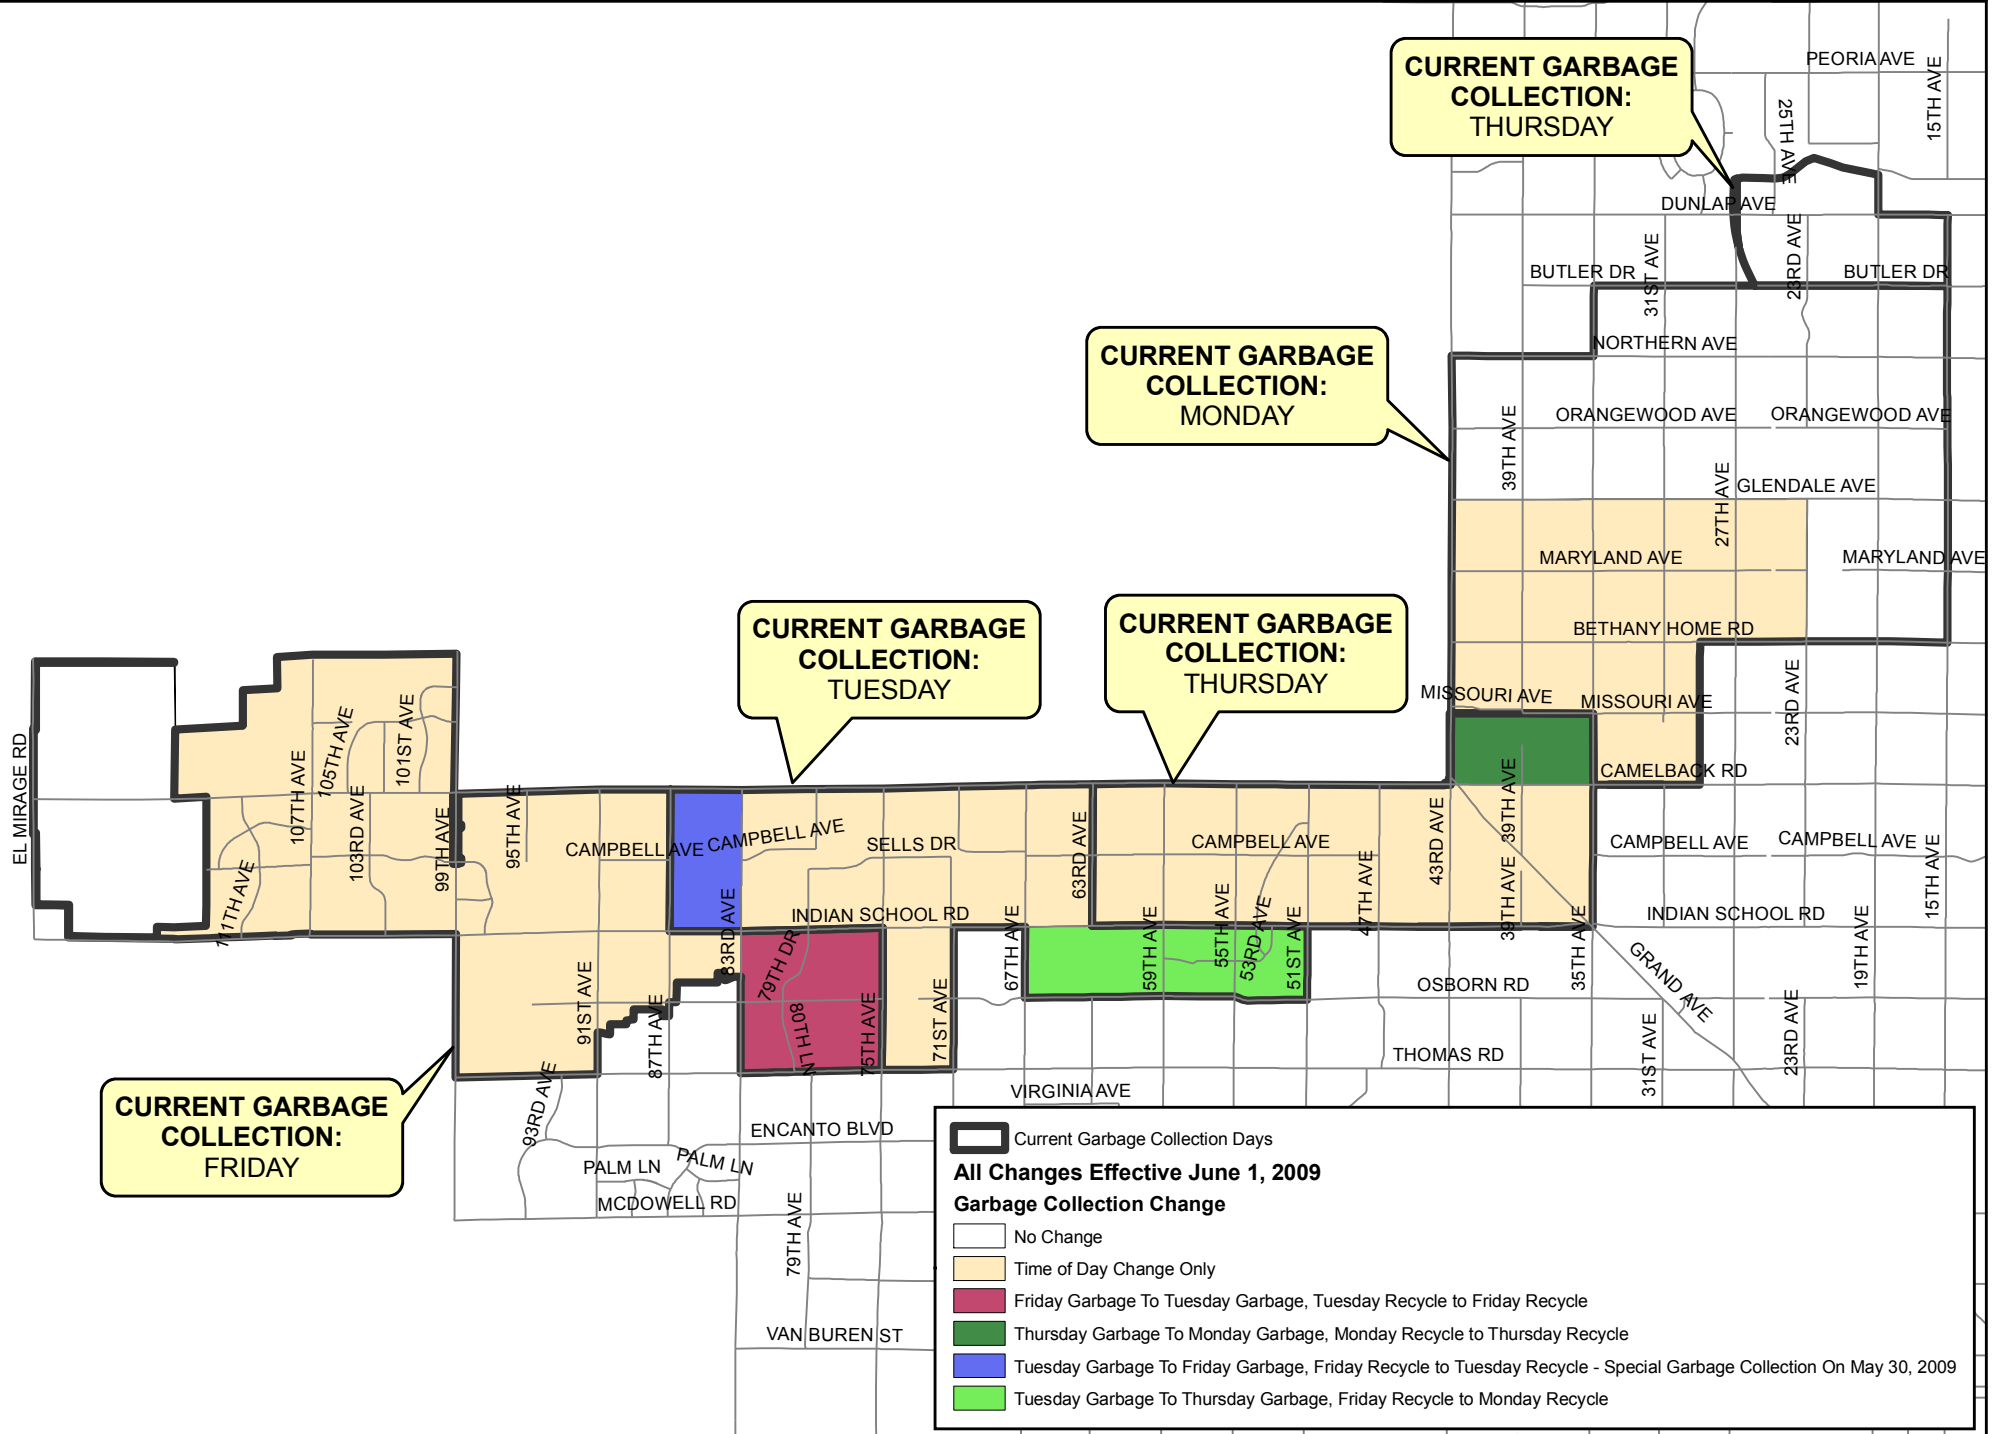 PEORIA AVE
15TH AVE
CURRENT GARBAGE
COLLECTION:
THURSDAY
25TH AVE
DUNLAP AVE
31ST AVE
23RD AVE
BUTLER DR
BUTLER DR
CURRENT GARBAGE
COLLECTION:
MONDAY
NORTHERN AVE
39TH AVE
ORANGEWOOD AVE
ORANGEWOOD AVE
27TH AVE
GLENDALE AVE
MARYLAND AVE
MARYLAND AVE
CURRENT GARBAGE
COLLECTION:
TUESDAY
CURRENT GARBAGE
COLLECTION:
THURSDAY
BETHANY HOME RD
MISSOURI AVE
MISSOURI AVE
23RD AVE
EL MIRAGE RD
107TH AVE
105TH AVE
101ST AVE
103RD AVE
99TH AVE
95TH AVE
CAMELBACK RD
39TH AVE
CAMPBELL AVE
CAMPBELL AVE
SELLS DR
63RD AVE
CAMPBELL AVE
43RD AVE
CAMPBELL AVE
CAMPBELL AVE
111TH AVE
83RD AVE
INDIAN SCHOOL RD
67TH AVE
59TH AVE
55TH AVE
53RD AVE
51ST AVE
47TH AVE
39TH AVE
35TH AVE
INDIAN SCHOOL RD
19TH AVE
15TH AVE
91ST AVE
87TH AVE
79TH DR
80TH LN
75TH AVE
71ST AVE
OSBORN RD
GRAND AVE
THOMAS RD
31ST AVE
23RD AVE
CURRENT GARBAGE
COLLECTION:
FRIDAY
93RD AVE
VIRGINIA AVE
ENCANTO BLVD
PALM LN
PALM LN
MCDOWELL RD
79TH AVE
VAN BUREN ST
Current Garbage Collection Days
All Changes Effective June 1, 2009
Garbage Collection Change
No Change
Time of Day Change Only
Friday Garbage To Tuesday Garbage, Tuesday Recycle to Friday Recycle
Thursday Garbage To Monday Garbage, Monday Recycle to Thursday Recycle
Tuesday Garbage To Friday Garbage, Friday Recycle to Tuesday Recycle - Special Garbage Collection On May 30, 2009
Tuesday Garbage To Thursday Garbage, Friday Recycle to Monday Recycle